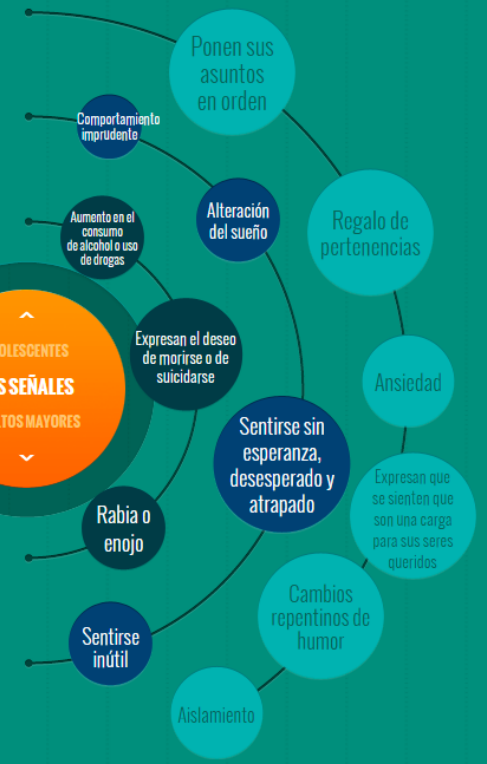 Ponen sus
asuntos
en orden
Comportamiento
imprudente
Alteración
del sueño
Regalo de
pertenencias
Aumento en el
consumo
de alcohol o uso
de drogas
Expresan el deseo
de morirse o de
suicidarse
OLESCENTES
S SEÑALES
TOS MAYORES
Ansiedad
Sentirse sin
esperanza,
desesperado y
atrapado
Expresan que
se sienten que
son una carga
para sus seres
queridos
Rabia o
enojo
Cambios
repentinos de
humor
Sentirse
inútil
Aislamiento